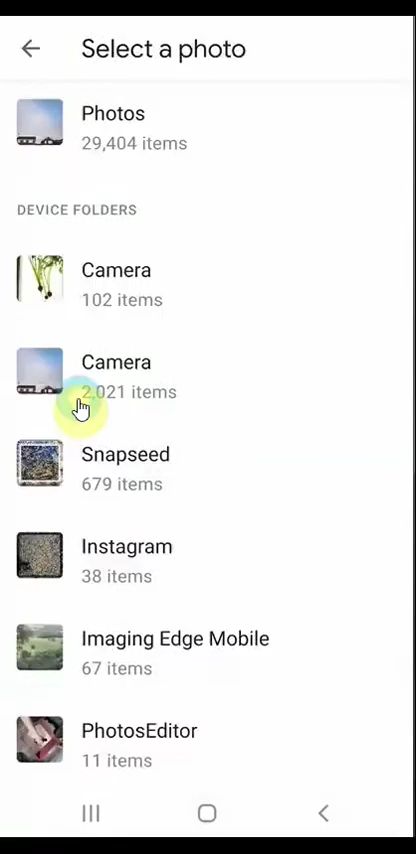 Select a photo
Photos
29,404 items
DEVICE FOLDERS
Camera
102 items
Camera
2,021 items
Snapseed
679 items
Instagram
38 items
Imaging Edge Mobile
67 items
PhotosEditor
11 items